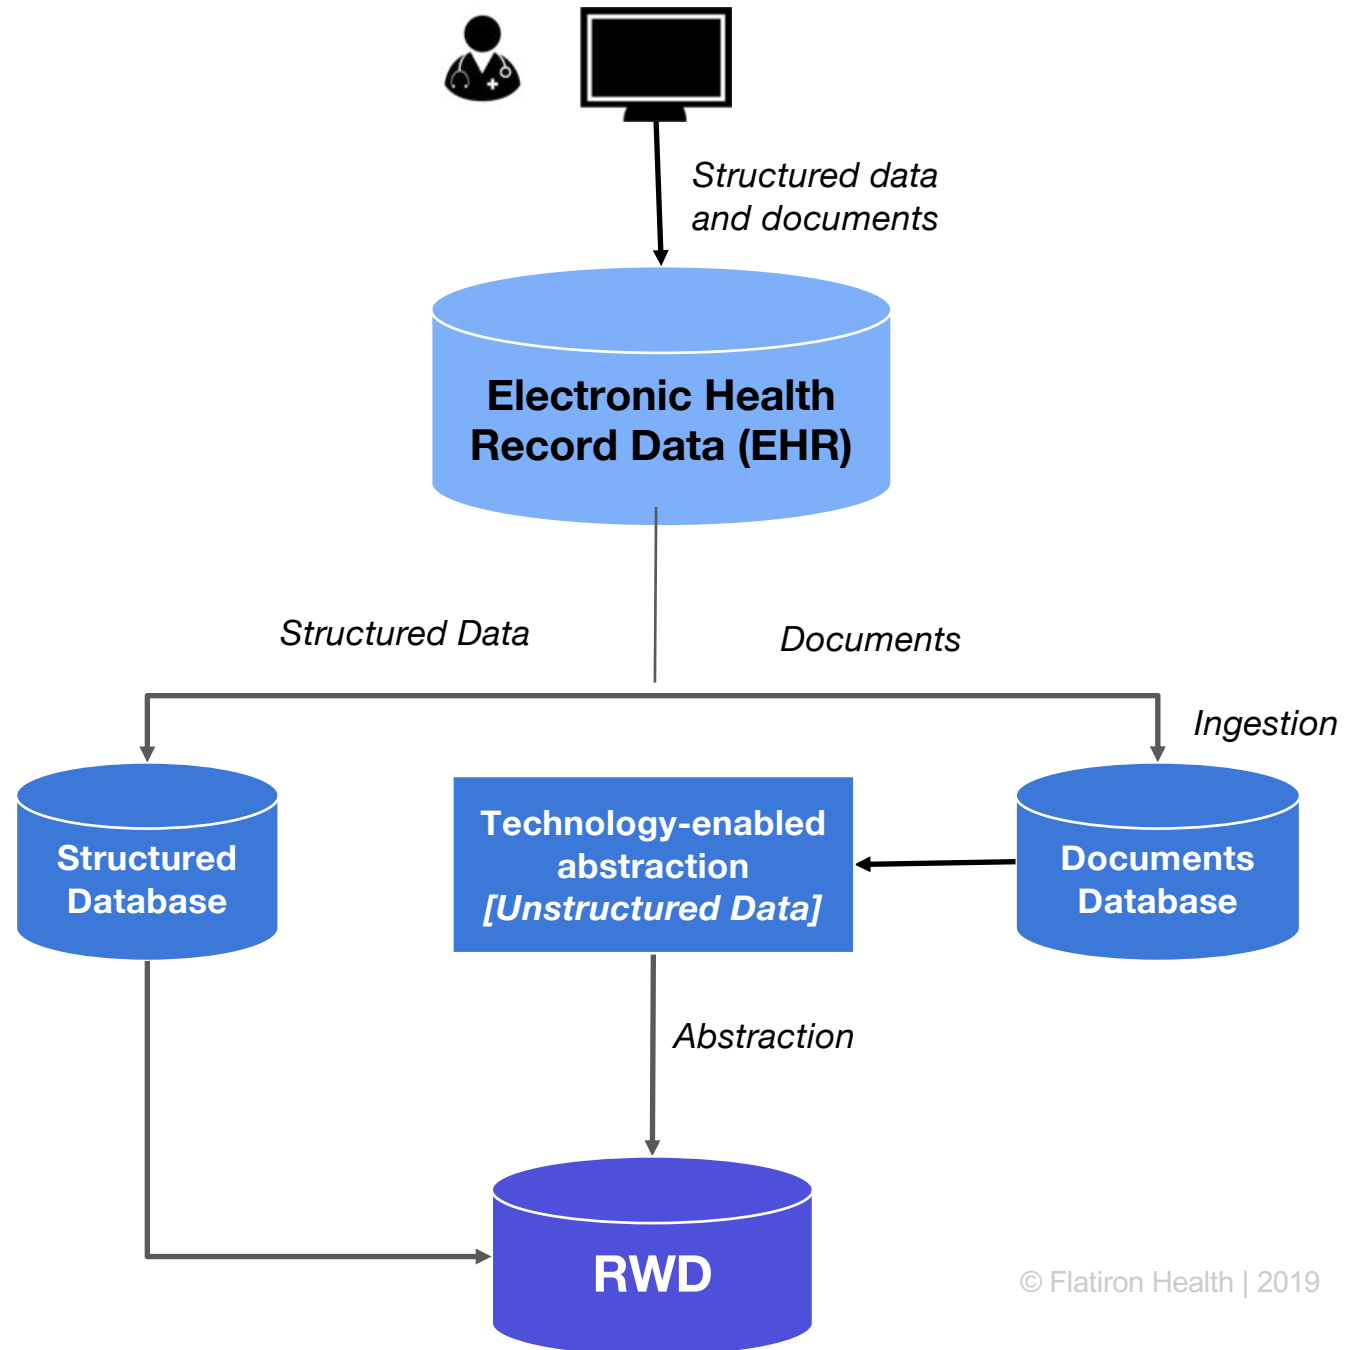 Structured data
and documents
Electronic Health
Record Data (EHR)
Structured Data
Documents
Ingestion
Structured
Database
Technology-enabled
abstraction
[Unstructured Data]
Documents
Database
Abstraction
RWD
© Flatiron Health | 2019